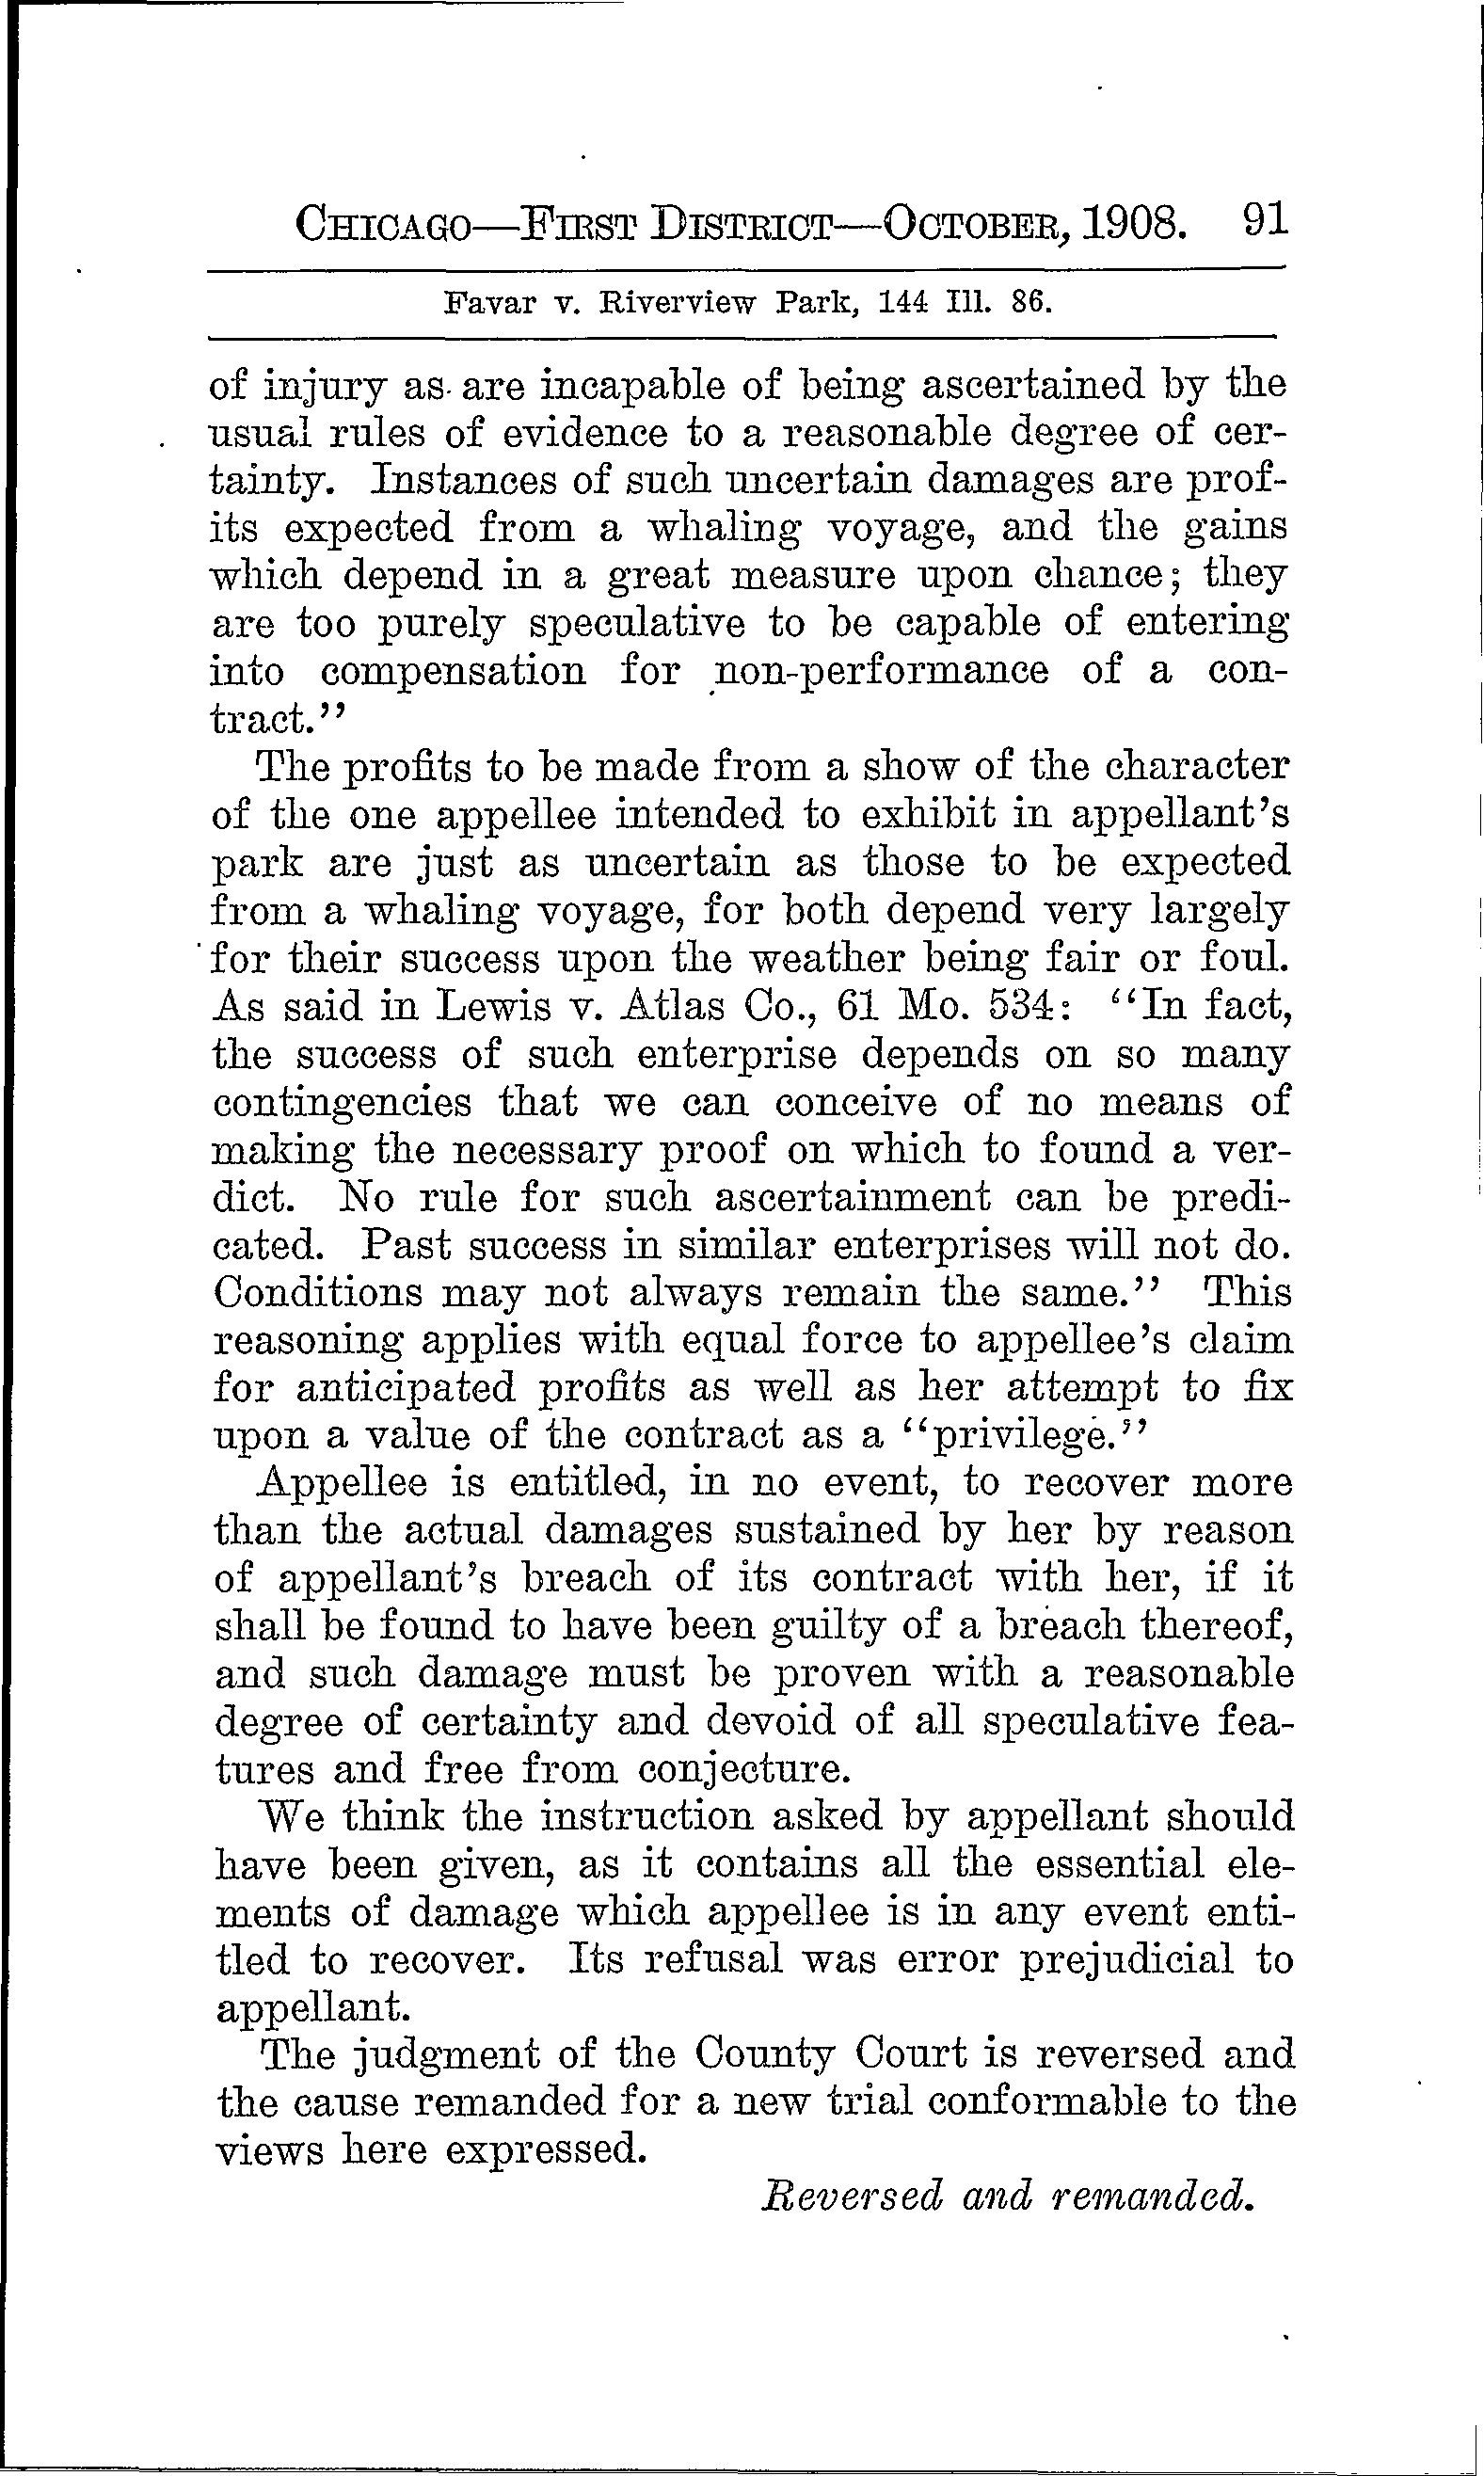 CHICAGO—FIRST DISTRICT—OCTOBER, 1908. 91
Favar v. Riverview Park, 144 Ill. 86.
of injury as are incapable of being ascertained by the
usual rules of evidence to a reasonable degree of cer-
tainty. Instances of such uncertain damages are prof-
its expected from a whaling voyage, and the gains
which depend in a great measure upon chance; they
are too purely speculative to be capable of entering
into compensation for non-performance of a con-
tract.”
The profits to be made from a show of the character
of the one appellee intended to exhibit in appellant’s
park are just as uncertain as those to be expected
from a whaling voyage, for both depend very largely
for their success upon the weather being fair or foul.
As said in Lewis v. Atlas Co., 61 Mo. 534: “In fact,
the success of such enterprise depends on so many
contingencies that we can conceive of no means of
making the necessary proof on which to found a ver-
dict. No rule for such ascertainment can be predi-
cated. Past success in similar enterprises will not do.
Conditions may not always remain the same.” This
reasoning applies with equal force to appellee’s claim
for anticipated profits as well as her attempt to fix
upon a value of the contract as a “privilege.”
Appellee is entitled, in no event, to recover more
than the actual damages sustained by her by reason
of appellant’s breach of its contract with her, if it
shall be found to have been guilty of a breach thereof,
and such damage must be proven with a reasonable
degree of certainty and devoid of all speculative fea-
tures and free from conjecture.
We think the instruction asked by appellant should
have been given, as it contains all the essential ele-
ments of damage which appellee is in any event enti-
tled to recover. Its refusal was error prejudicial to
appellant.
The judgment of the County Court is reversed and
the cause remanded for a new trial conformable to the
views here expressed.
Reversed and remanded.